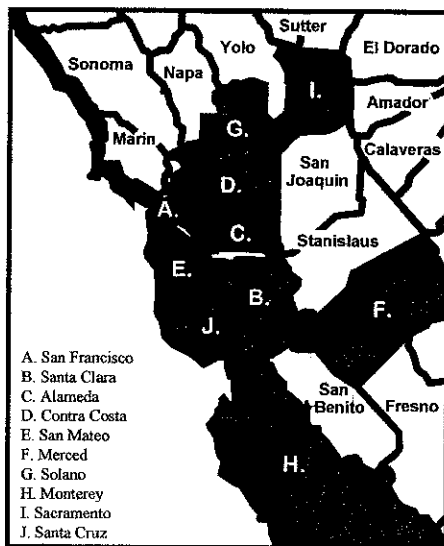 Sutter
Sonoma
Napa
Yolo
El Dorado
I.
Amador
Marin
G.
Calaveras
San
Joaquin
D.
A.
C.
Stanislaus
E.
B.
F.
J.
San
Benito
Fresno
H.
A. San Francisco
B. Santa Clara
C. Alameda
D. Contra Costa
E. San Mateo
F. Merced
G. Solano
H. Monterey
I. Sacramento
J. Santa Cruz